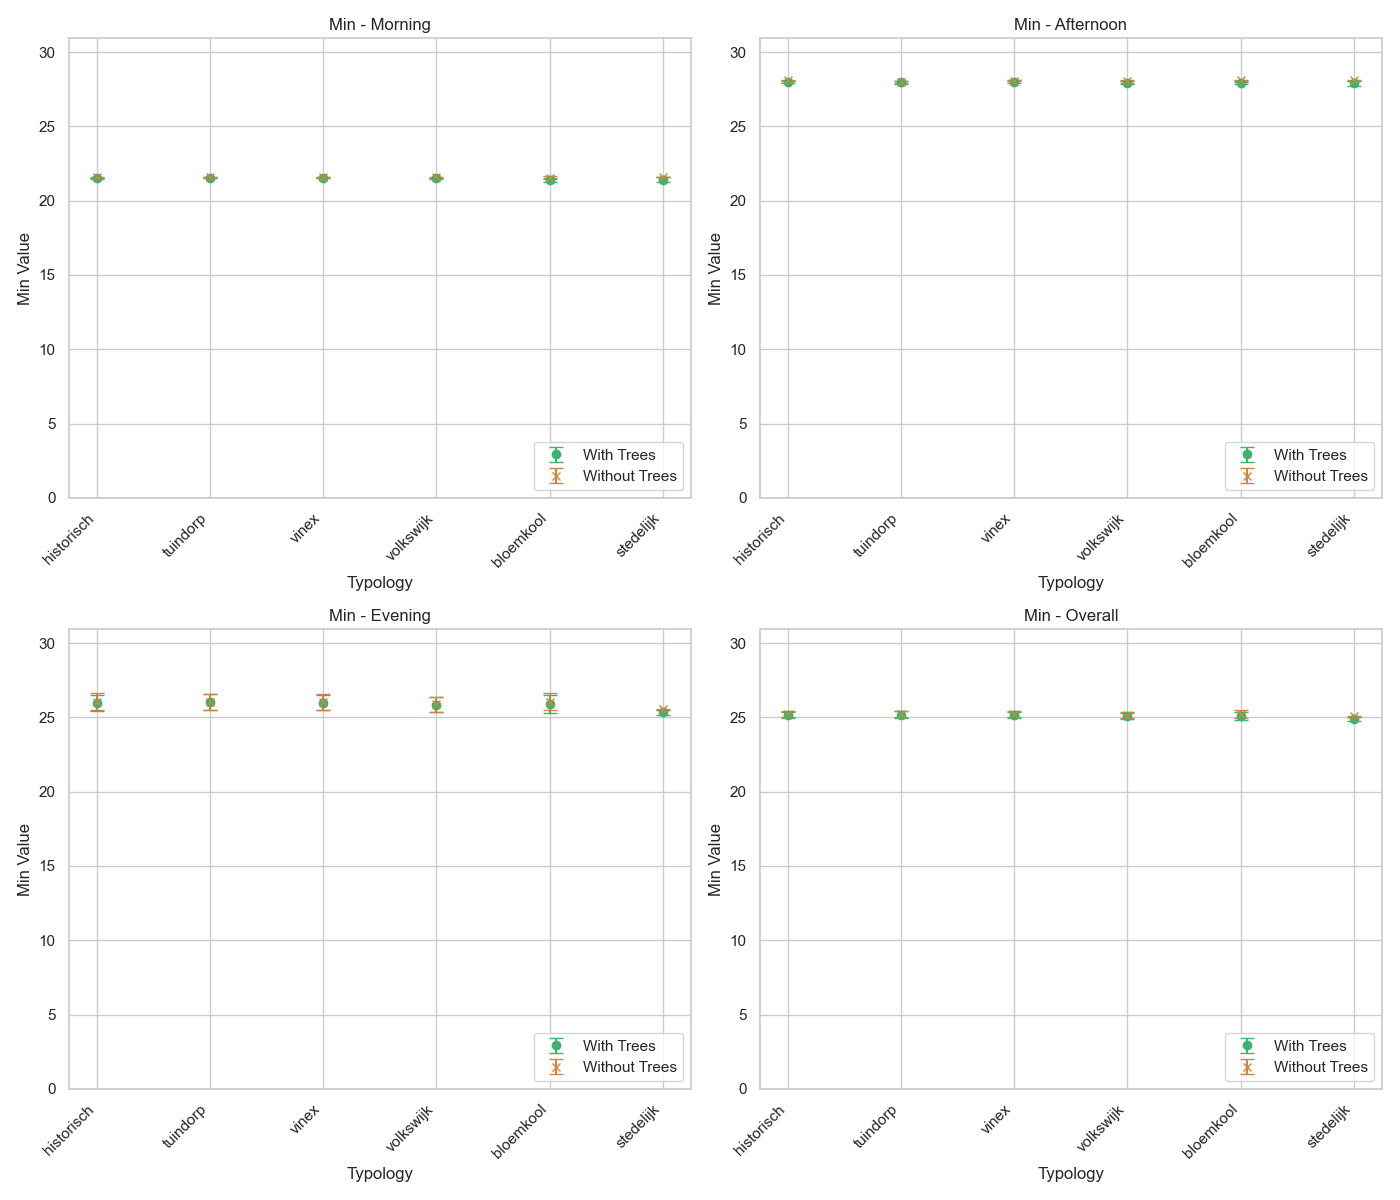 Min - Morning
30
25
20
15
10
5
0
Min Value
With Trees
Without Trees
historisch
tuindorp
vinex
volkswijk
bloemkool
stedelijk
Typology
Min - Afternoon
30
25
20
15
10
5
0
Min Value
With Trees
Without Trees
historisch
tuindorp
vinex
volkswijk
bloemkool
stedelijk
Typology
Min - Evening
30
25
20
15
10
5
0
Min Value
With Trees
Without Trees
historisch
tuindorp
vinex
volkswijk
bloemkool
stedelijk
Typology
Min - Overall
30
25
20
15
10
5
0
Min Value
With Trees
Without Trees
historisch
tuindorp
vinex
volkswijk
bloemkool
stedelijk
Typology